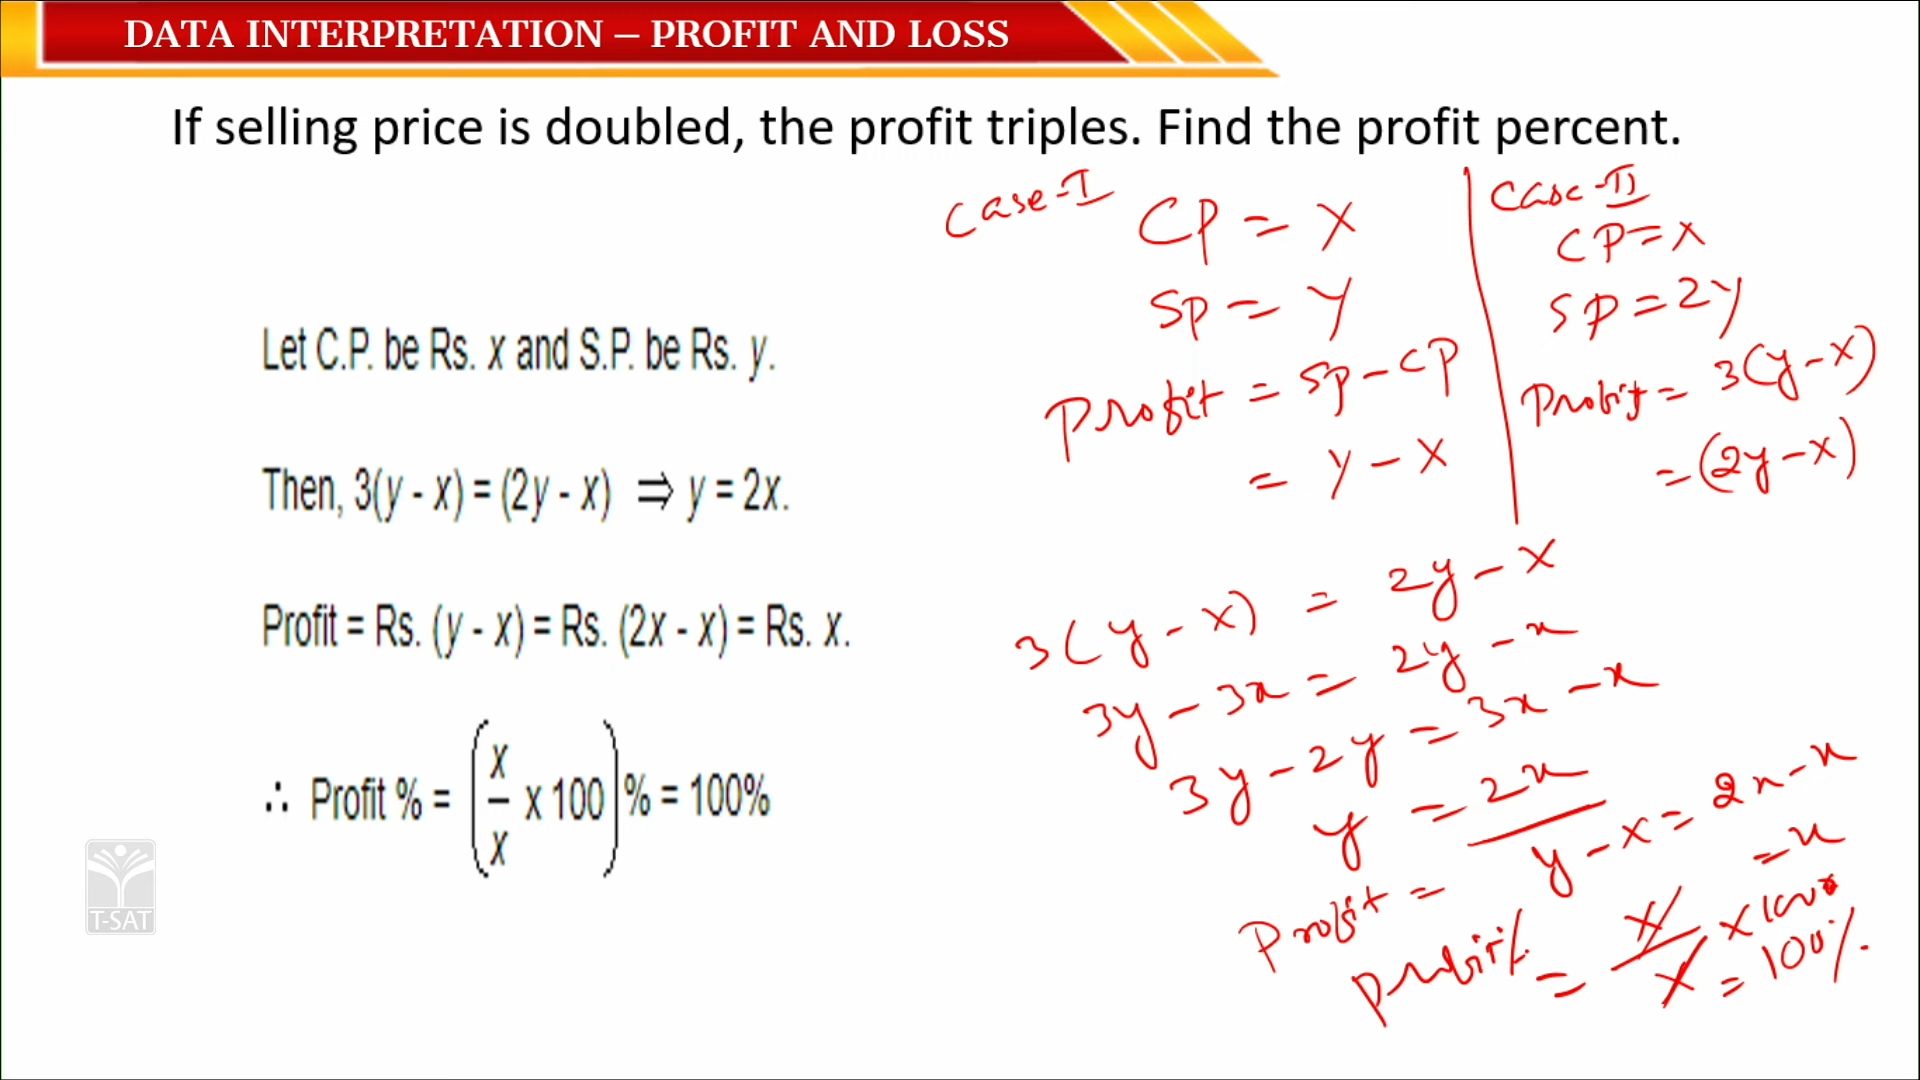 DATA INTERPRETATION – PROFIT AND LOSS
If selling price is doubled, the profit triples. Find the profit percent.
Let C.P. be Rs. x and S.P. be Rs. y.
Then, 3(y - x) = (2y - x) ⇒ y = 2x.
Profit = Rs. (y - x) = Rs. (2x - x) = Rs. x.
∴ Profit % = (x/x x 100)% = 100%
T-SAT
Case-I
CP = x
SP = y
Profit = SP - CP
= y - x
Case-II
CP = x
SP = 2y
Profit = 3(y - x)
= (2y - x)
3(y - x) = 2y - x
3y - 3x = 2y - x
3y - 2y = 3x - x
y = 2x
Profit = y - x = 2x - x
= x
Profit% = x/x x 100
= 100%